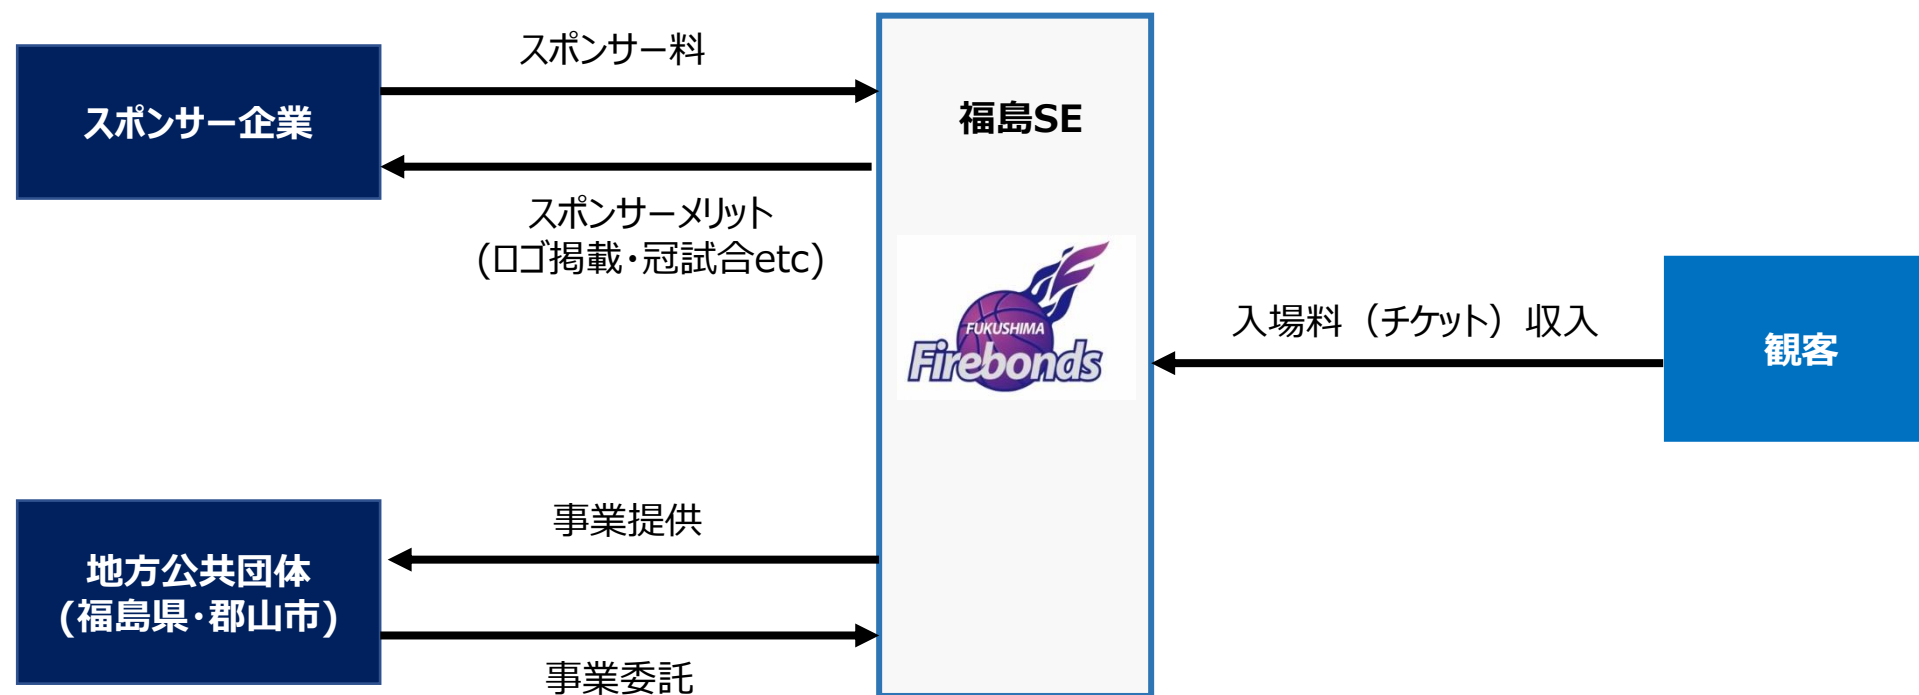 スポンサー料
スポンサー企業
福島SE
スポンサーメリット
(ロゴ掲載・冠試合etc)
FUKUSHIMA
Firebonds
入場料（チケット）収入
観客
事業提供
地方公共団体
(福島県・郡山市)
事業委託